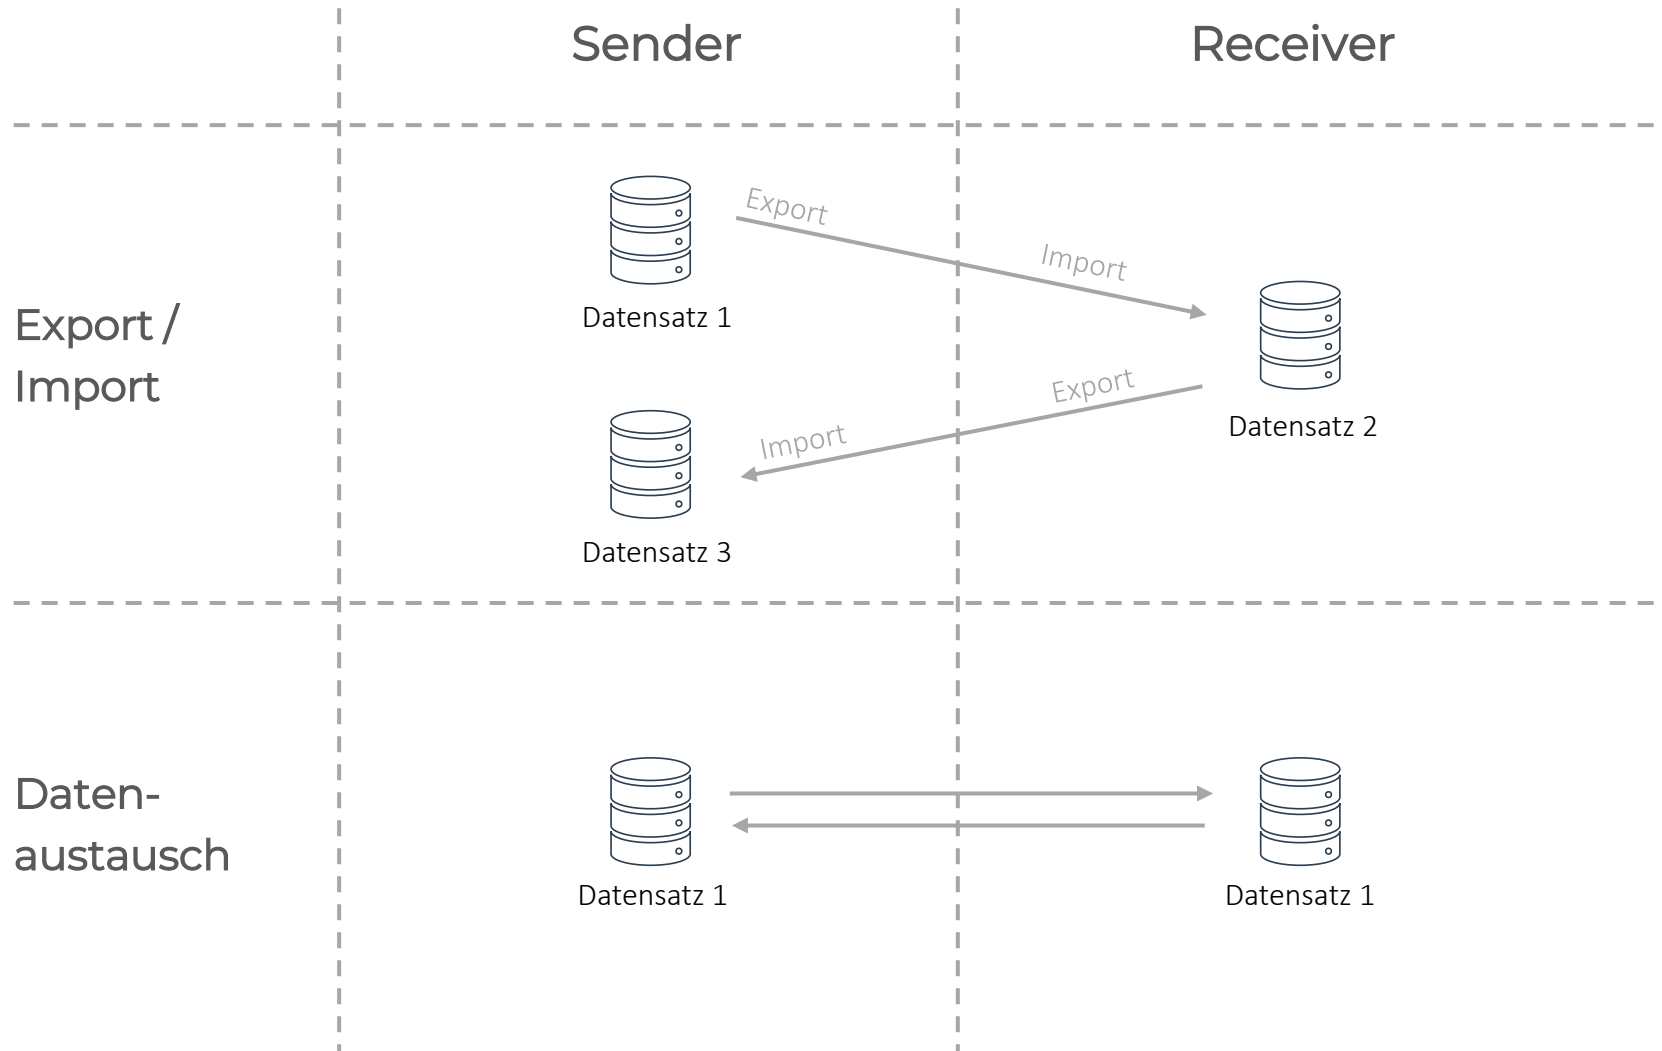 Sender
Receiver
Export /
Import
Export
Import
Datensatz 1
Export
Import
Datensatz 2
Datensatz 3
Daten-
austausch
Datensatz 1
Datensatz 1